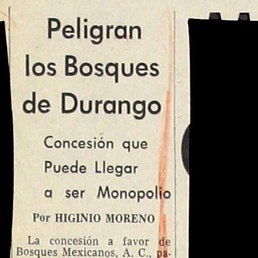 Peligran
los Bosques
de Durango
Concesión que
Puede Llegar
a ser Monopolio
Por HIGINIO MORENO
La concesión a favor de
Bosques Mexicanos, A. C., pa-